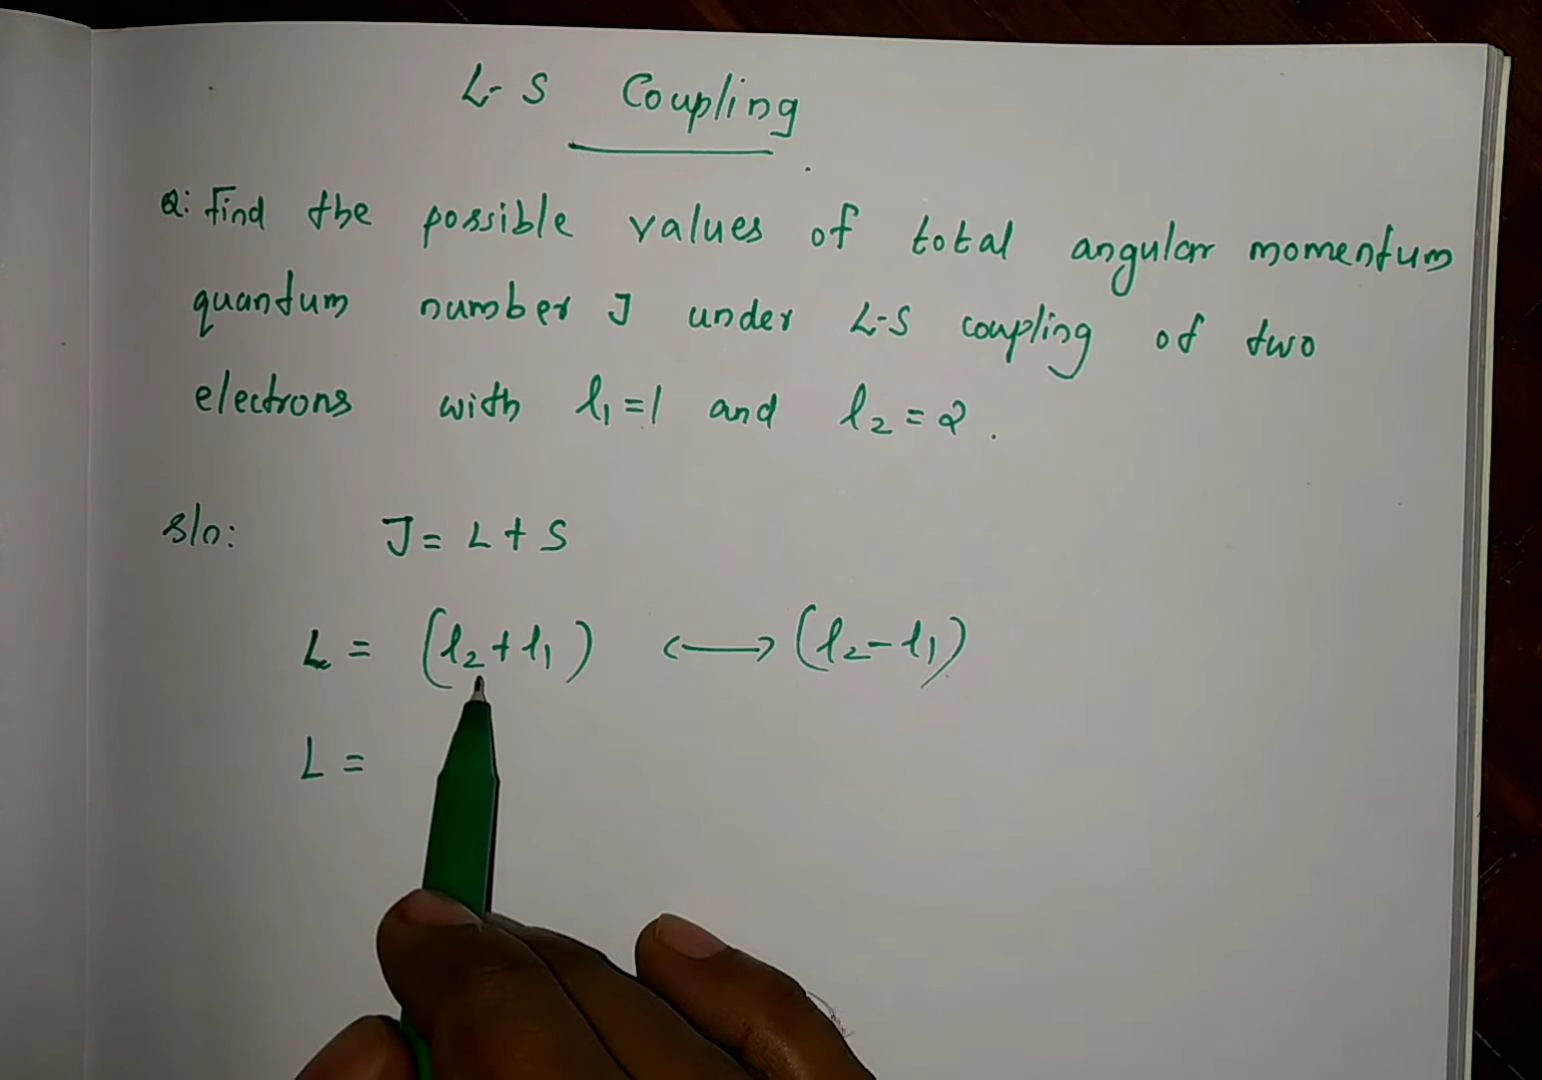 L-S Coupling
Q: Find the possible values of total angular momentum
quantum number J under L-S coupling of two
electrons with l₁=1 and l₂=2.
Sln: J = L + S
L = (l₂+l₁) ⟷ (l₂-l₁)
L =